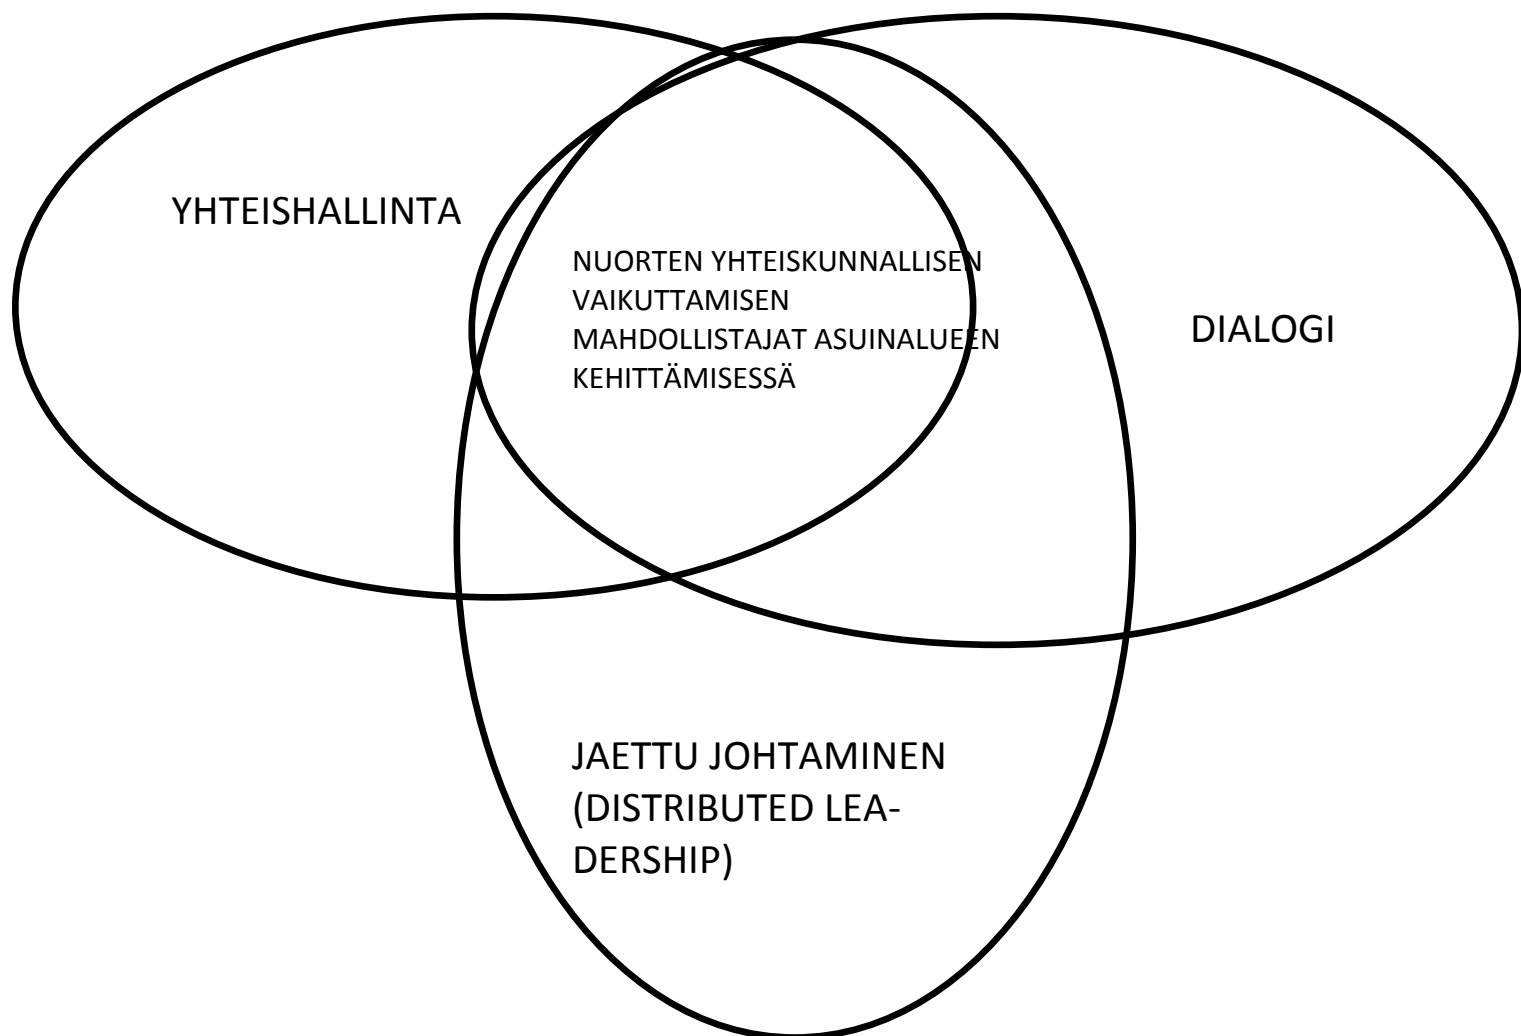 YHTEISHALLINTA
NUORTEN YHTEISKUNNALLISEN
VAIKUTTAMISEN
MAHDOLLISTAJAT ASUINALUEEN
KEHITTÄMISESSÄ
DIALOGI
JAETTU JOHTAMINEN
(DISTRIBUTED LEA-
DERSHIP)